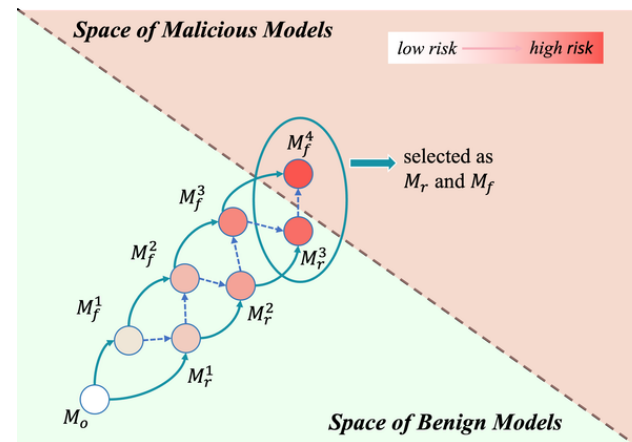 Space of Malicious Models
low risk
high risk
M_f^4
selected as
M_r and M_f
M_f^3
M_r^3
M_f^2
M_r^2
M_f^1
M_r^1
M_o
Space of Benign Models